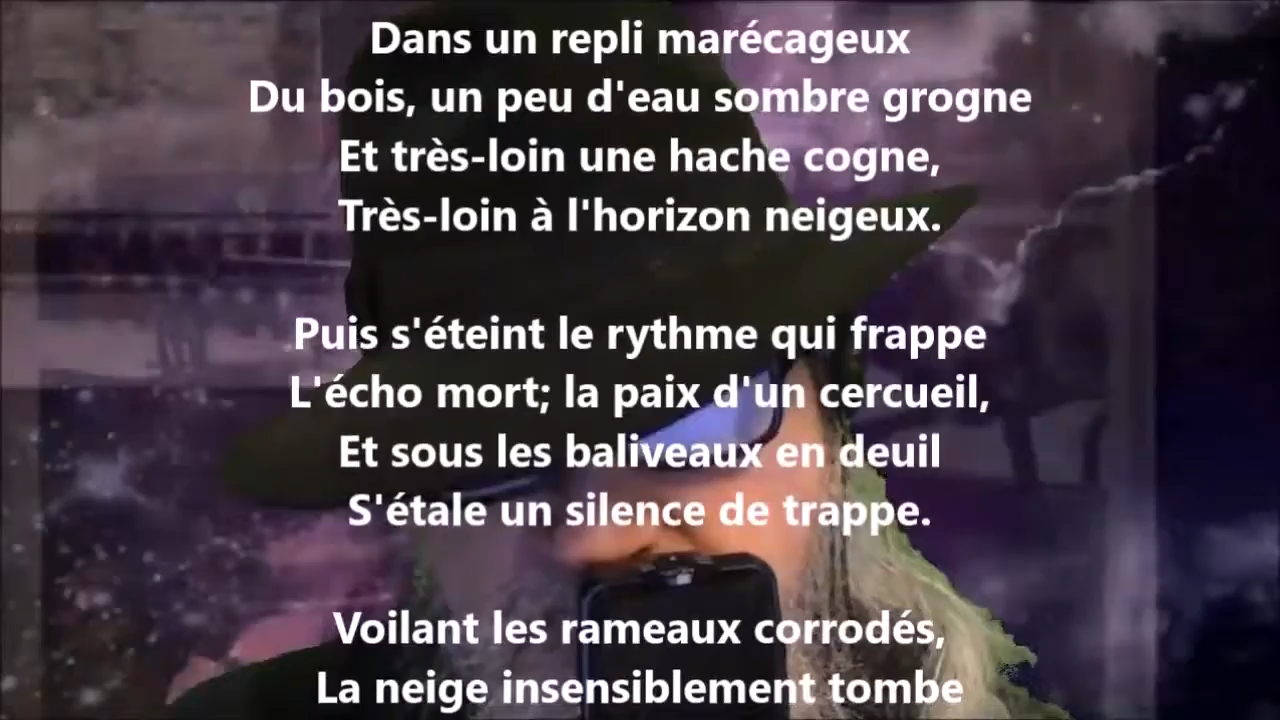 Dans un repli marécageux
Du bois, un peu d'eau sombre grogne
Et très-loin une hache cogne,
Très-loin à l'horizon neigeux.
Puis s'éteint le rythme qui frappe
L'écho mort; la paix d'un cercueil,
Et sous les baliveaux en deuil
S'étale un silence de trappe.
Voilant les rameaux corrodés,
La neige insensiblement tombe